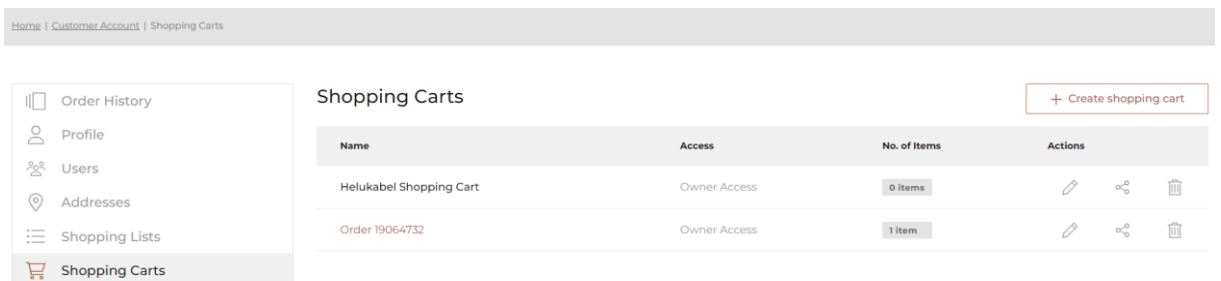 Home | Customer Account | Shopping Carts
Order History
Profile
Users
Addresses
Shopping Lists
Shopping Carts
Shopping Carts
+ Create shopping cart
Name Access No. of Items Actions
Helukabel Shopping Cart Owner Access 0 items
Order 19064732 Owner Access 1 item